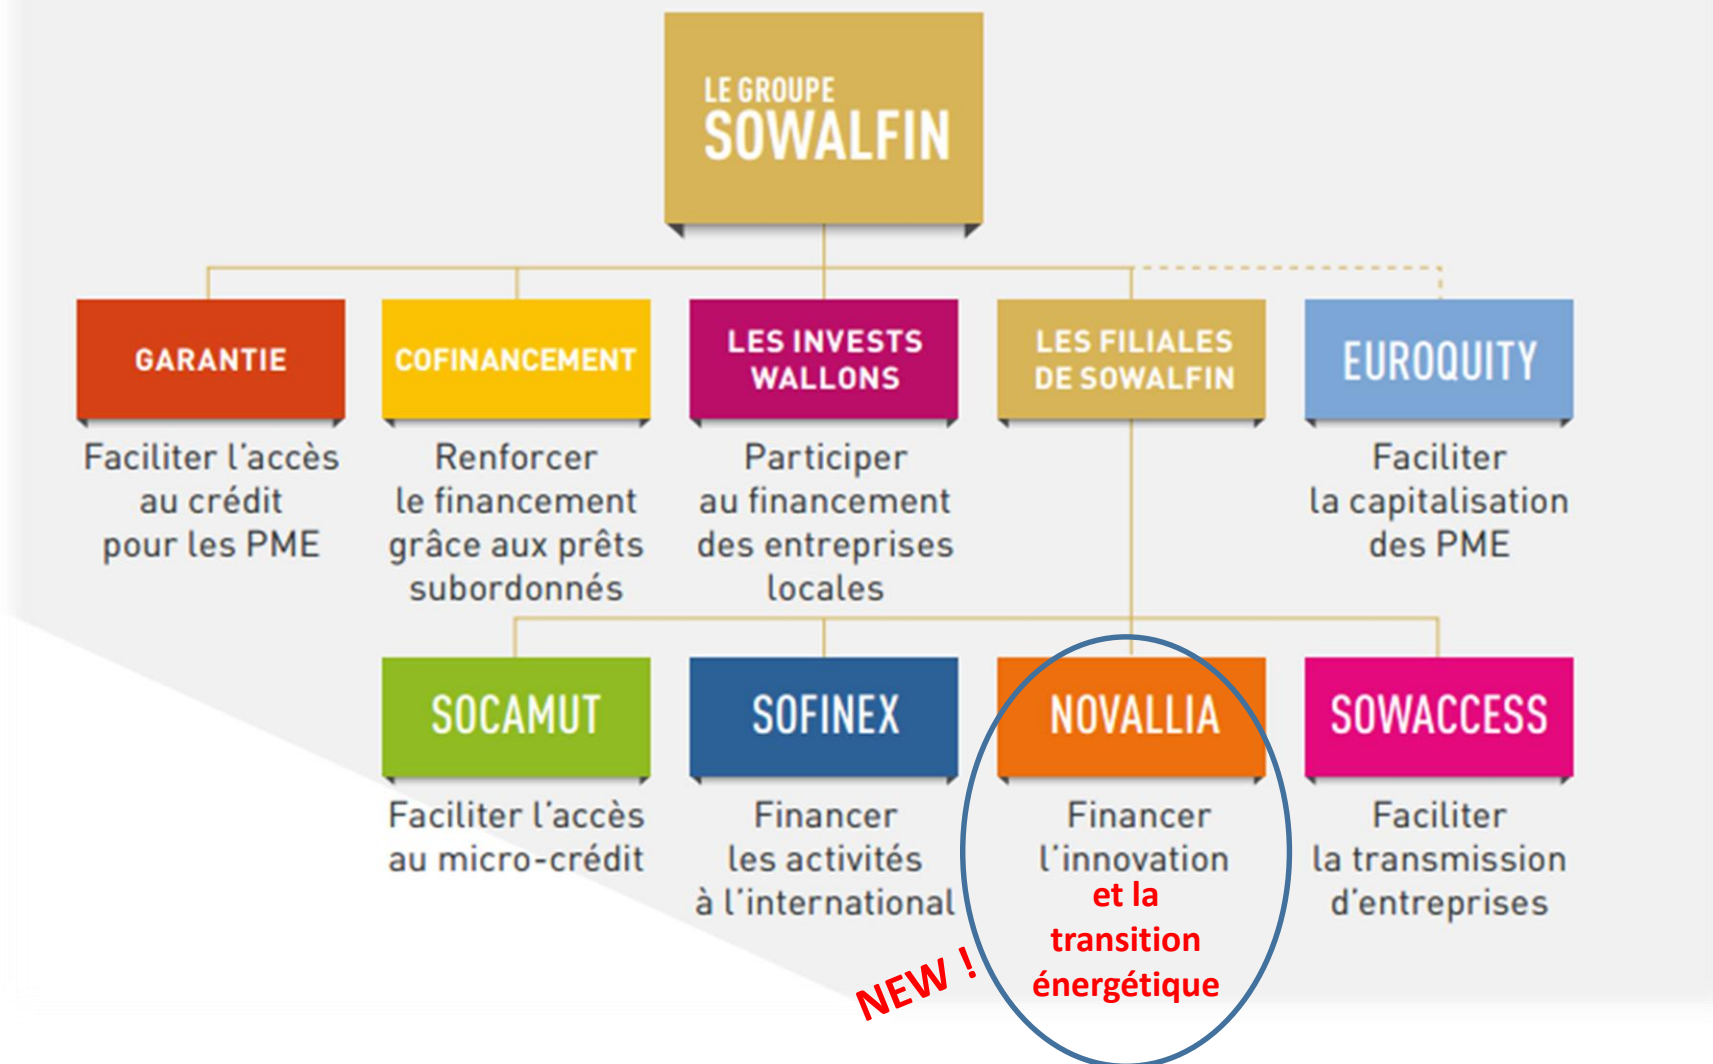 LE GROUPE
SOWALFIN
GARANTIE
Faciliter l'accès
au crédit
pour les PME
COFINANCEMENT
Renforcer
le financement
grâce aux prêts
subordonnés
LES INVESTS
WALLONS
Participer
au financement
des entreprises
locales
LES FILIALES
DE SOWALFIN
EUROQUITY
Faciliter
la capitalisation
des PME
SOCAMUT
Faciliter l'accès
au micro-crédit
SOFINEX
Financer
les activités
à l'international
NOVALLIA
Financer
l'innovation
et la
transition
énergétique
NEW !
SOWACCESS
Faciliter
la transmission
d'entreprises